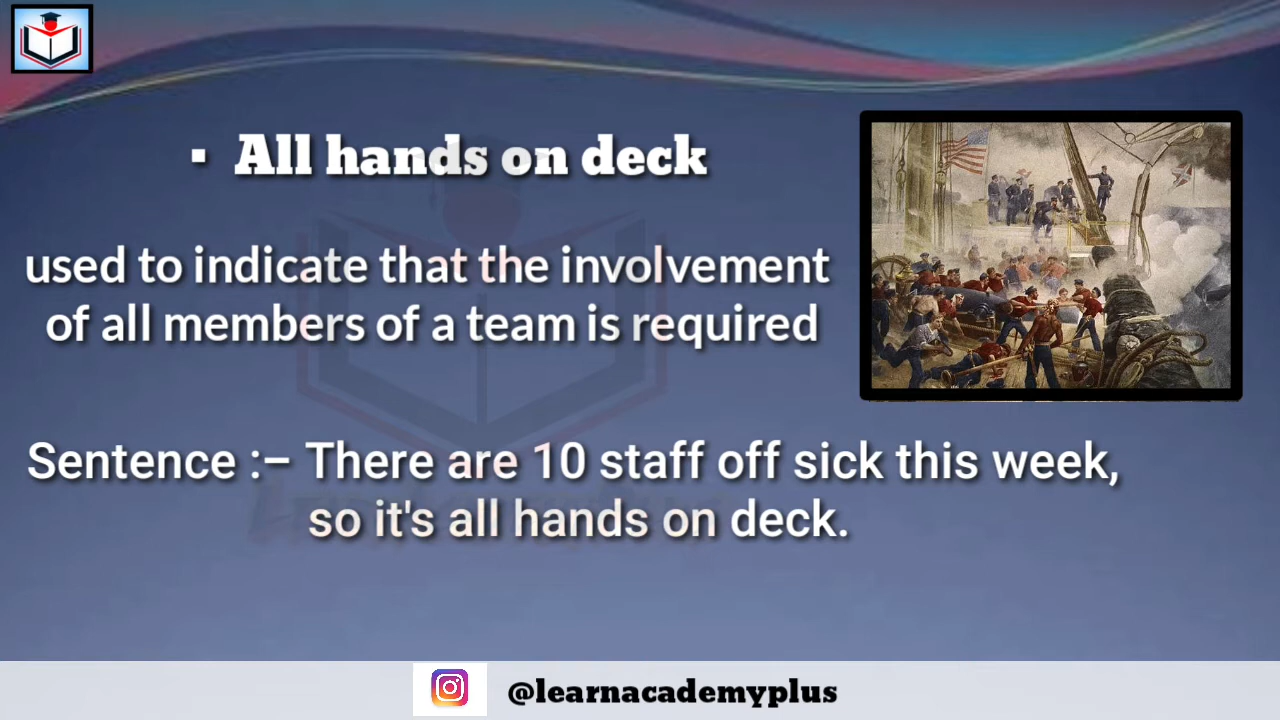 ▪ All hands on deck
used to indicate that the involvement
of all members of a team is required
Sentence :– There are 10 staff off sick this week,
so it's all hands on deck.
@learnacademyplus